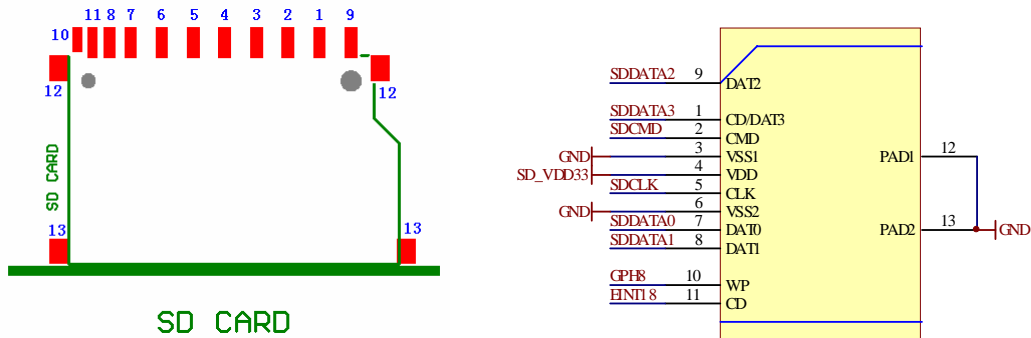 10 11 8 7 6 5 4 3 2 1 9
12 12
SD CARD
13 13
SD CARD
SDDATA2 9 DAT2
SDDATA3 1 CD/DAT3
SDCMD 2 CMD
GND 3 VSS1 PAD1 12
SD_VDD33 4 VDD
SDCLK 5 CLK
GND 6 VSS2
SDDATA0 7 DAT0 PAD2 13 GND
SDDATA1 8 DAT1
GPH8 10 WP
EINT18 11 CD